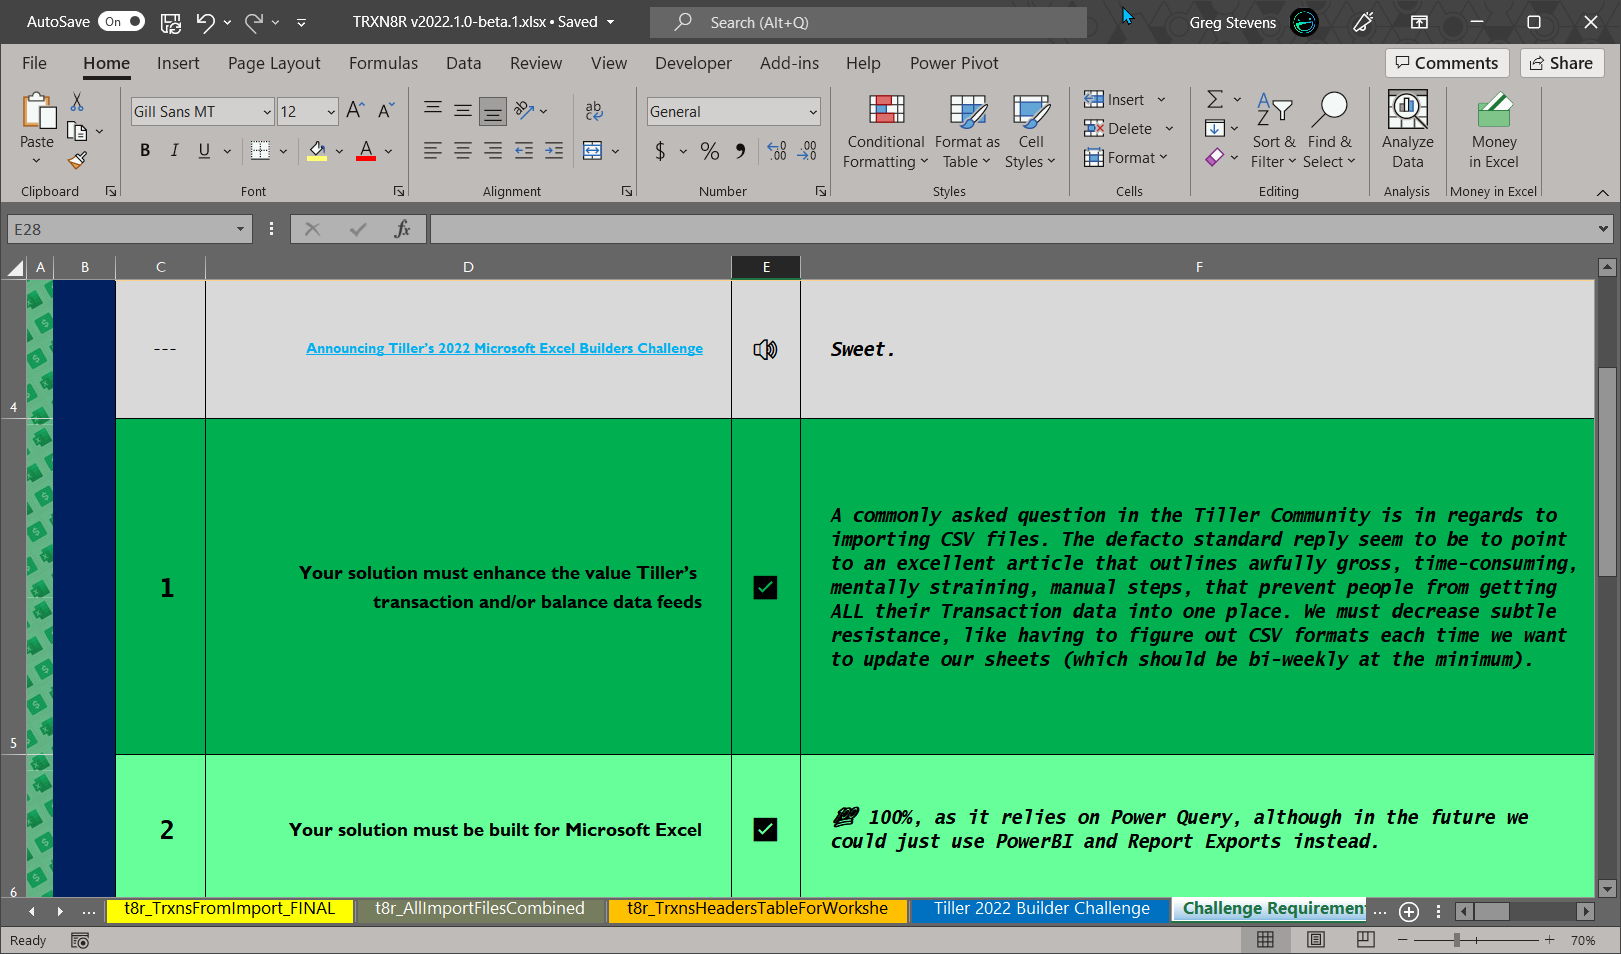 AutoSave On TRXN8R v2022.1.0-beta.1.xlsx • Saved Search (Alt+Q) Greg Stevens
File Home Insert Page Layout Formulas Data Review View Developer Add-ins Help Power Pivot Comments Share
Paste
Clipboard
Gill Sans MT 12
B I U
Font
ab
Alignment
General
$ % 9 .00 .00
Number
Conditional Formatting
Format as Table
Cell Styles
Styles
Insert
Delete
Format
Cells
Sort & Filter
Find & Select
Editing
Analyze Data
Analysis
Money in Excel
Money in Excel
E28 fx
A B C D E F
4
---
Announcing Tiller's 2022 Microsoft Excel Builders Challenge
Sweet.
5
1
Your solution must enhance the value Tiller's
transaction and/or balance data feeds
A commonly asked question in the Tiller Community is in regards to
importing CSV files. The defacto standard reply seem to be to point
to an excellent article that outlines awfully gross, time-consuming,
mentally straining, manual steps, that prevent people from getting
ALL their Transaction data into one place. We must decrease subtle
resistance, like having to figure out CSV formats each time we want
to update our sheets (which should be bi-weekly at the minimum).
6
2
Your solution must be built for Microsoft Excel
💯 100%, as it relies on Power Query, although in the future we
could just use PowerBI and Report Exports instead.
... t8r_TrxnsFromImport_FINAL t8r_AllImportFilesCombined t8r_TrxnsHeadersTableForWorkshe Tiller 2022 Builder Challenge Challenge Requirement ...
Ready 70%